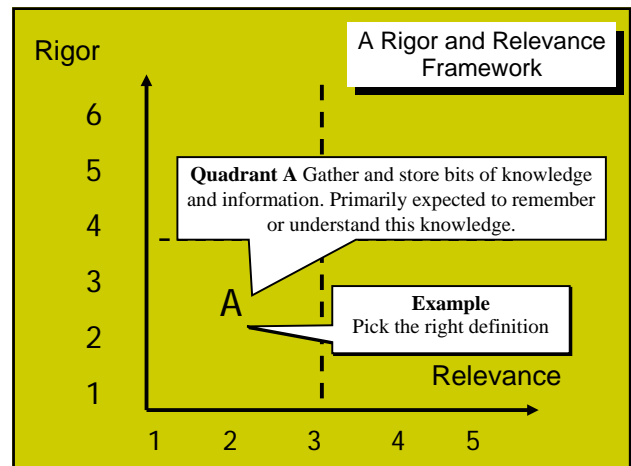 A Rigor and Relevance
Framework
Rigor
6
5
4
3
2
1
Quadrant A Gather and store bits of knowledge
and information. Primarily expected to remember
or understand this knowledge.
A
Example
Pick the right definition
Relevance
1 2 3 4 5